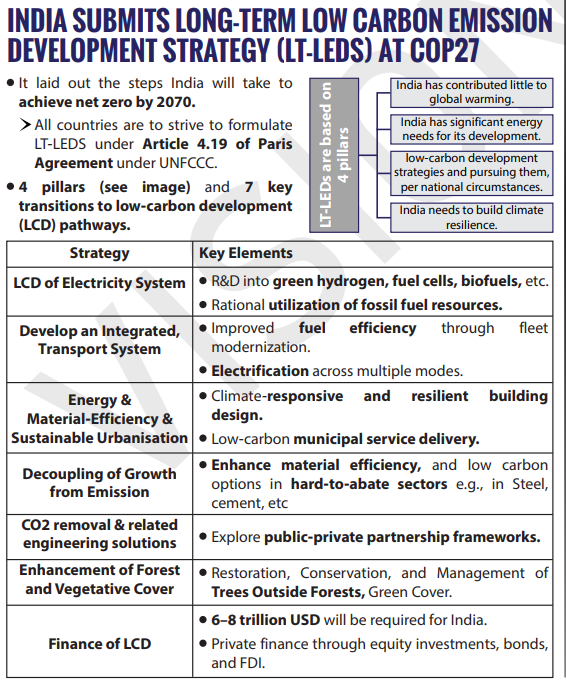 INDIA SUBMITS LONG-TERM LOW CARBON EMISSION
DEVELOPMENT STRATEGY (LT-LEDS) AT COP27
• It laid out the steps India will take to
achieve net zero by 2070.
➢ All countries are to strive to formulate
LT-LEDS under Article 4.19 of Paris
Agreement under UNFCCC.
• 4 pillars (see image) and 7 key
transitions to low-carbon development
(LCD) pathways.
LT-LEDs are based on
4 pillars
India has contributed little to
global warming.
India has significant energy
needs for its development.
low-carbon development
strategies and pursuing them,
per national circumstances.
India needs to build climate
resilience.
Strategy
Key Elements
LCD of Electricity System
• R&D into green hydrogen, fuel cells, biofuels, etc.
• Rational utilization of fossil fuel resources.
Develop an Integrated,
Transport System
• Improved fuel efficiency through fleet
modernization.
• Electrification across multiple modes.
Energy &
Material-Efficiency &
Sustainable Urbanisation
• Climate-responsive and resilient building
design.
• Low-carbon municipal service delivery.
Decoupling of Growth
from Emission
• Enhance material efficiency, and low carbon
options in hard-to-abate sectors e.g., in Steel,
cement, etc
CO2 removal & related
engineering solutions
• Explore public-private partnership frameworks.
Enhancement of Forest
and Vegetative Cover
• Restoration, Conservation, and Management of
Trees Outside Forests, Green Cover.
Finance of LCD
• 6–8 trillion USD will be required for India.
• Private finance through equity investments, bonds,
and FDI.
VISION